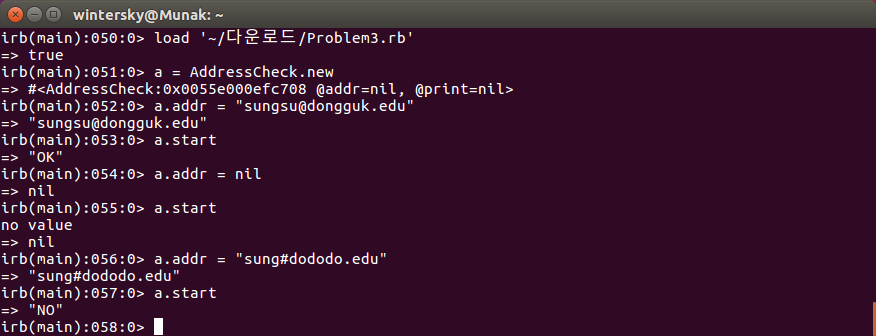 wintersky@Munak: ~
irb(main):050:0> load '~/다운로드/Problem3.rb'
=> true
irb(main):051:0> a = AddressCheck.new
=> #<AddressCheck:0x0055e000efc708 @addr=nil, @print=nil>
irb(main):052:0> a.addr = "sungsu@dongguk.edu"
=> "sungsu@dongguk.edu"
irb(main):053:0> a.start
=> "OK"
irb(main):054:0> a.addr = nil
=> nil
irb(main):055:0> a.start
no value
=> nil
irb(main):056:0> a.addr = "sung#dododo.edu"
=> "sung#dododo.edu"
irb(main):057:0> a.start
=> "NO"
irb(main):058:0>